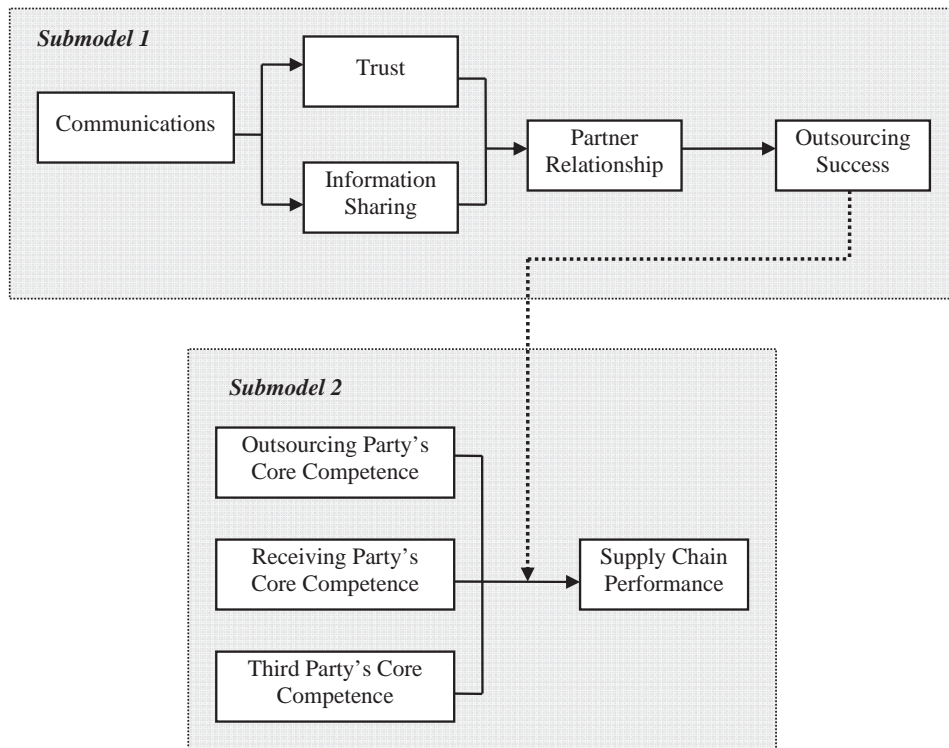 Submodel 1
Communications
Trust
Information
Sharing
Partner
Relationship
Outsourcing
Success
Submodel 2
Outsourcing Party’s
Core Competence
Receiving Party’s
Core Competence
Third Party’s Core
Competence
Supply Chain
Performance